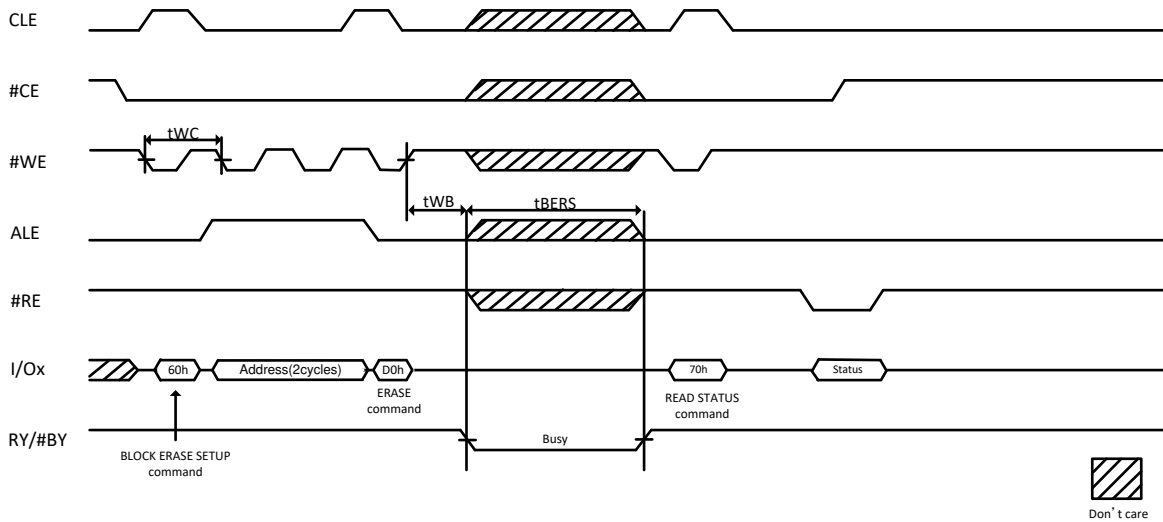 CLE
#CE
tWC
#WE
tWB
tBERS
ALE
#RE
I/Ox
60h
Address(2cycles)
D0h
70h
Status
ERASE
command
READ STATUS
command
RY/#BY
Busy
BLOCK ERASE SETUP
command
Don't care